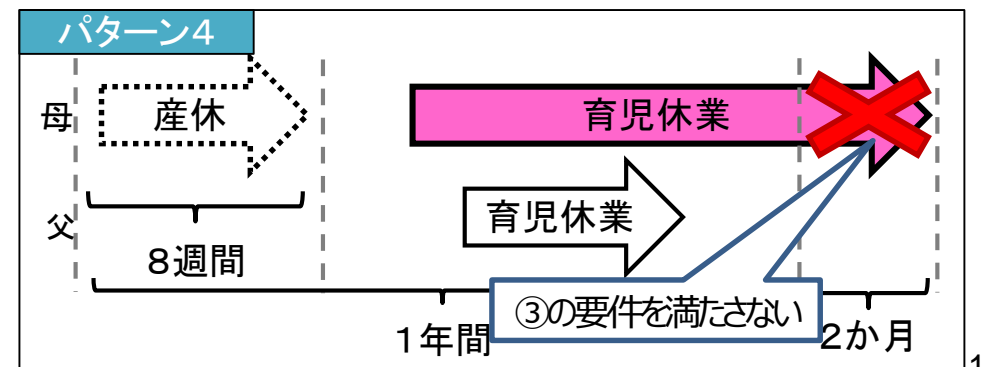 パターン4
母
産休
育児休業
父
育児休業
8週間
③の要件を満たさない
1年間
2か月
1